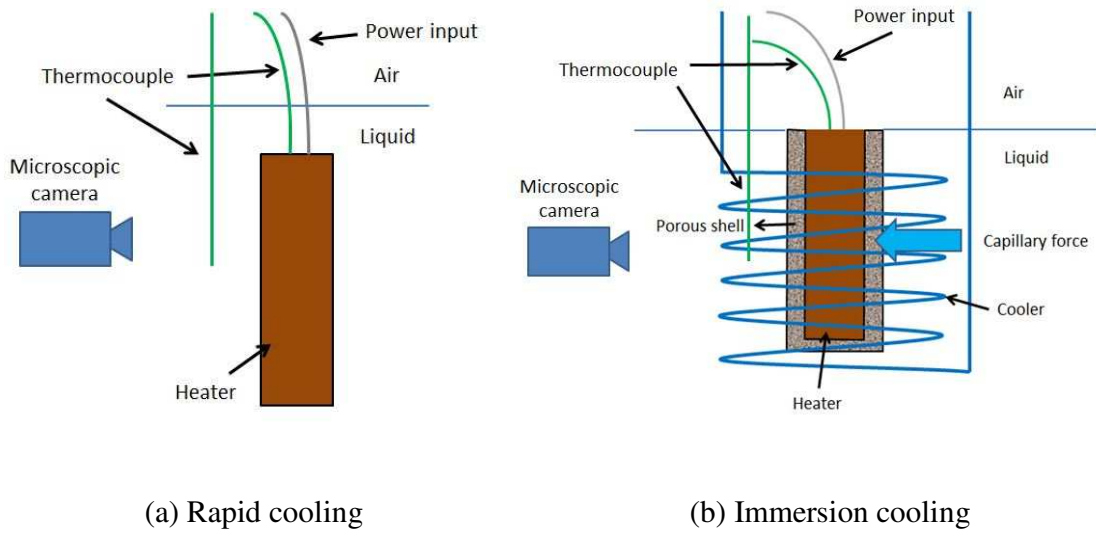 Power input
Thermocouple
Air
Liquid
Microscopic
camera
Heater
Power input
Thermocouple
Air
Liquid
Microscopic
camera
Porous shell
Capillary force
Cooler
Heater
(a) Rapid cooling
(b) Immersion cooling